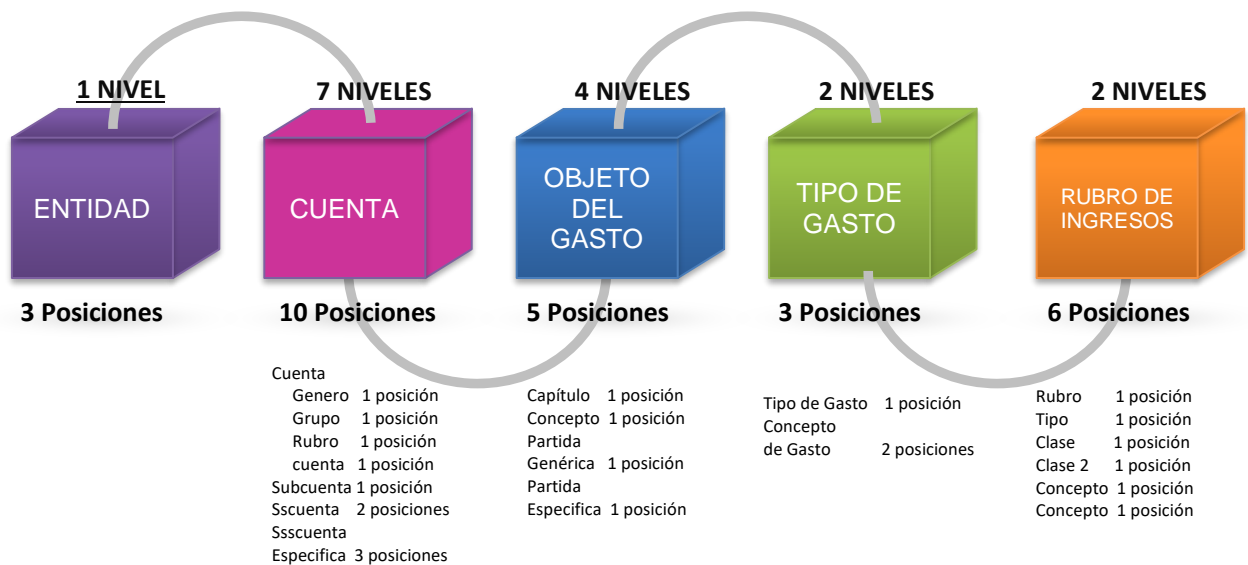 1 NIVEL
ENTIDAD
3 Posiciones
7 NIVELES
CUENTA
10 Posiciones
Cuenta
Genero 1 posición
Grupo 1 posición
Rubro 1 posición
cuenta 1 posición
Subcuenta 1 posición
Sscuenta 2 posiciones
Ssscuenta
Especifica 3 posiciones
4 NIVELES
OBJETO
DEL
GASTO
5 Posiciones
Capítulo 1 posición
Concepto 1 posición
Partida
Genérica 1 posición
Partida
Especifica 1 posición
2 NIVELES
TIPO DE
GASTO
3 Posiciones
Tipo de Gasto 1 posición
Concepto
de Gasto 2 posiciones
2 NIVELES
RUBRO DE
INGRESOS
6 Posiciones
Rubro 1 posición
Tipo 1 posición
Clase 1 posición
Clase 2 1 posición
Concepto 1 posición
Concepto 1 posición